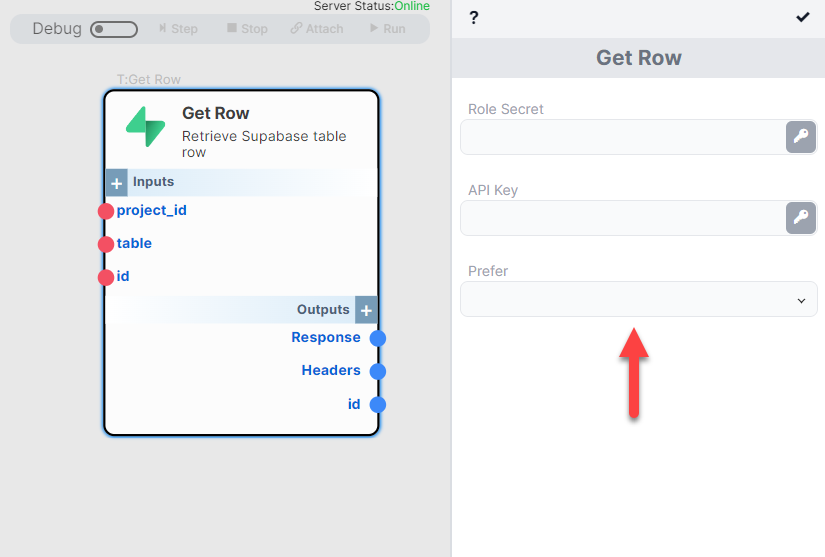 Server Status:Online
Debug
Step
Stop
Attach
Run
T:Get Row
Get Row
Retrieve Supabase table
row
+ Inputs
project_id
table
id
Outputs +
Response
Headers
id
?
Get Row
Role Secret
API Key
Prefer